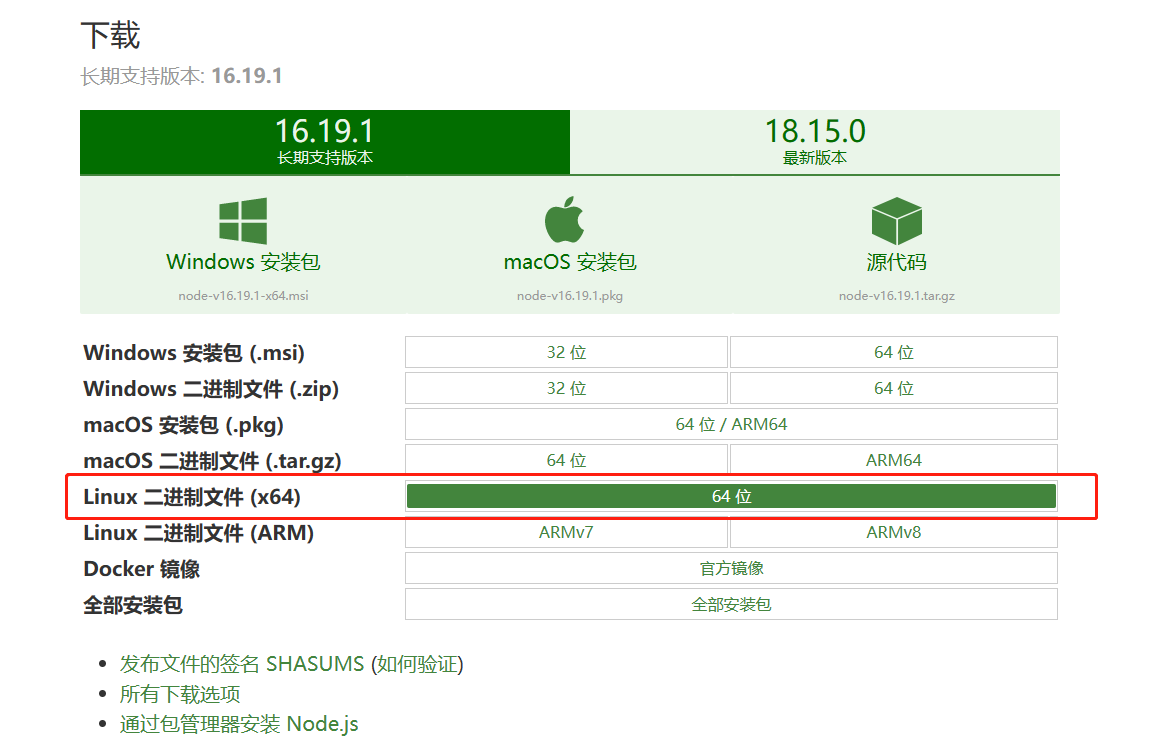 下载
长期支持版本: 16.19.1
16.19.1
长期支持版本
18.15.0
最新版本
Windows 安装包
node-v16.19.1-x64.msi
macOS 安装包
node-v16.19.1.pkg
源代码
node-v16.19.1.tar.gz
Windows 安装包 (.msi) 32 位 64 位
Windows 二进制文件 (.zip) 32 位 64 位
macOS 安装包 (.pkg) 64 位 / ARM64
macOS 二进制文件 (.tar.gz) 64 位 ARM64
Linux 二进制文件 (x64) 64 位
Linux 二进制文件 (ARM) ARMv7 ARMv8
Docker 镜像 官方镜像
全部安装包 全部安装包
发布文件的签名 SHASUMS (如何验证)
所有下载选项
通过包管理器安装 Node.js